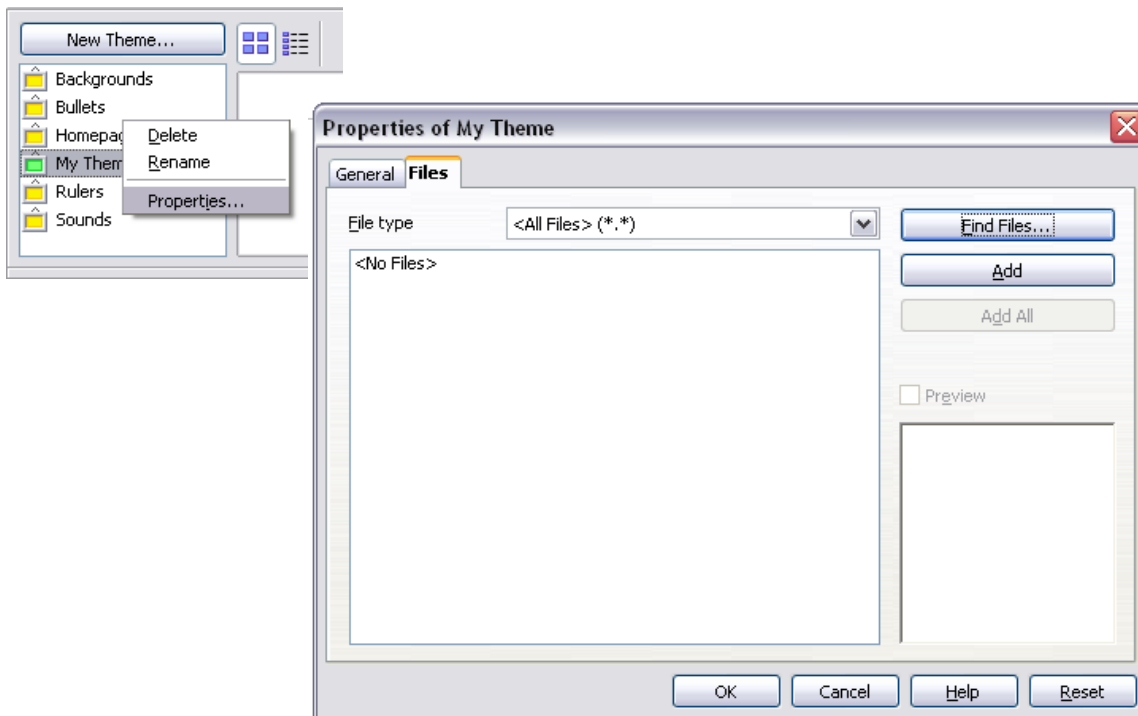 New Theme...
Backgrounds
Bullets
Homepag
My Them
Rulers
Sounds
Delete
Rename
Properties...
Properties of My Theme
General Files
File type <All Files> (*.*) Find Files...
<No Files> Add
Add All
Preview
OK Cancel Help Reset